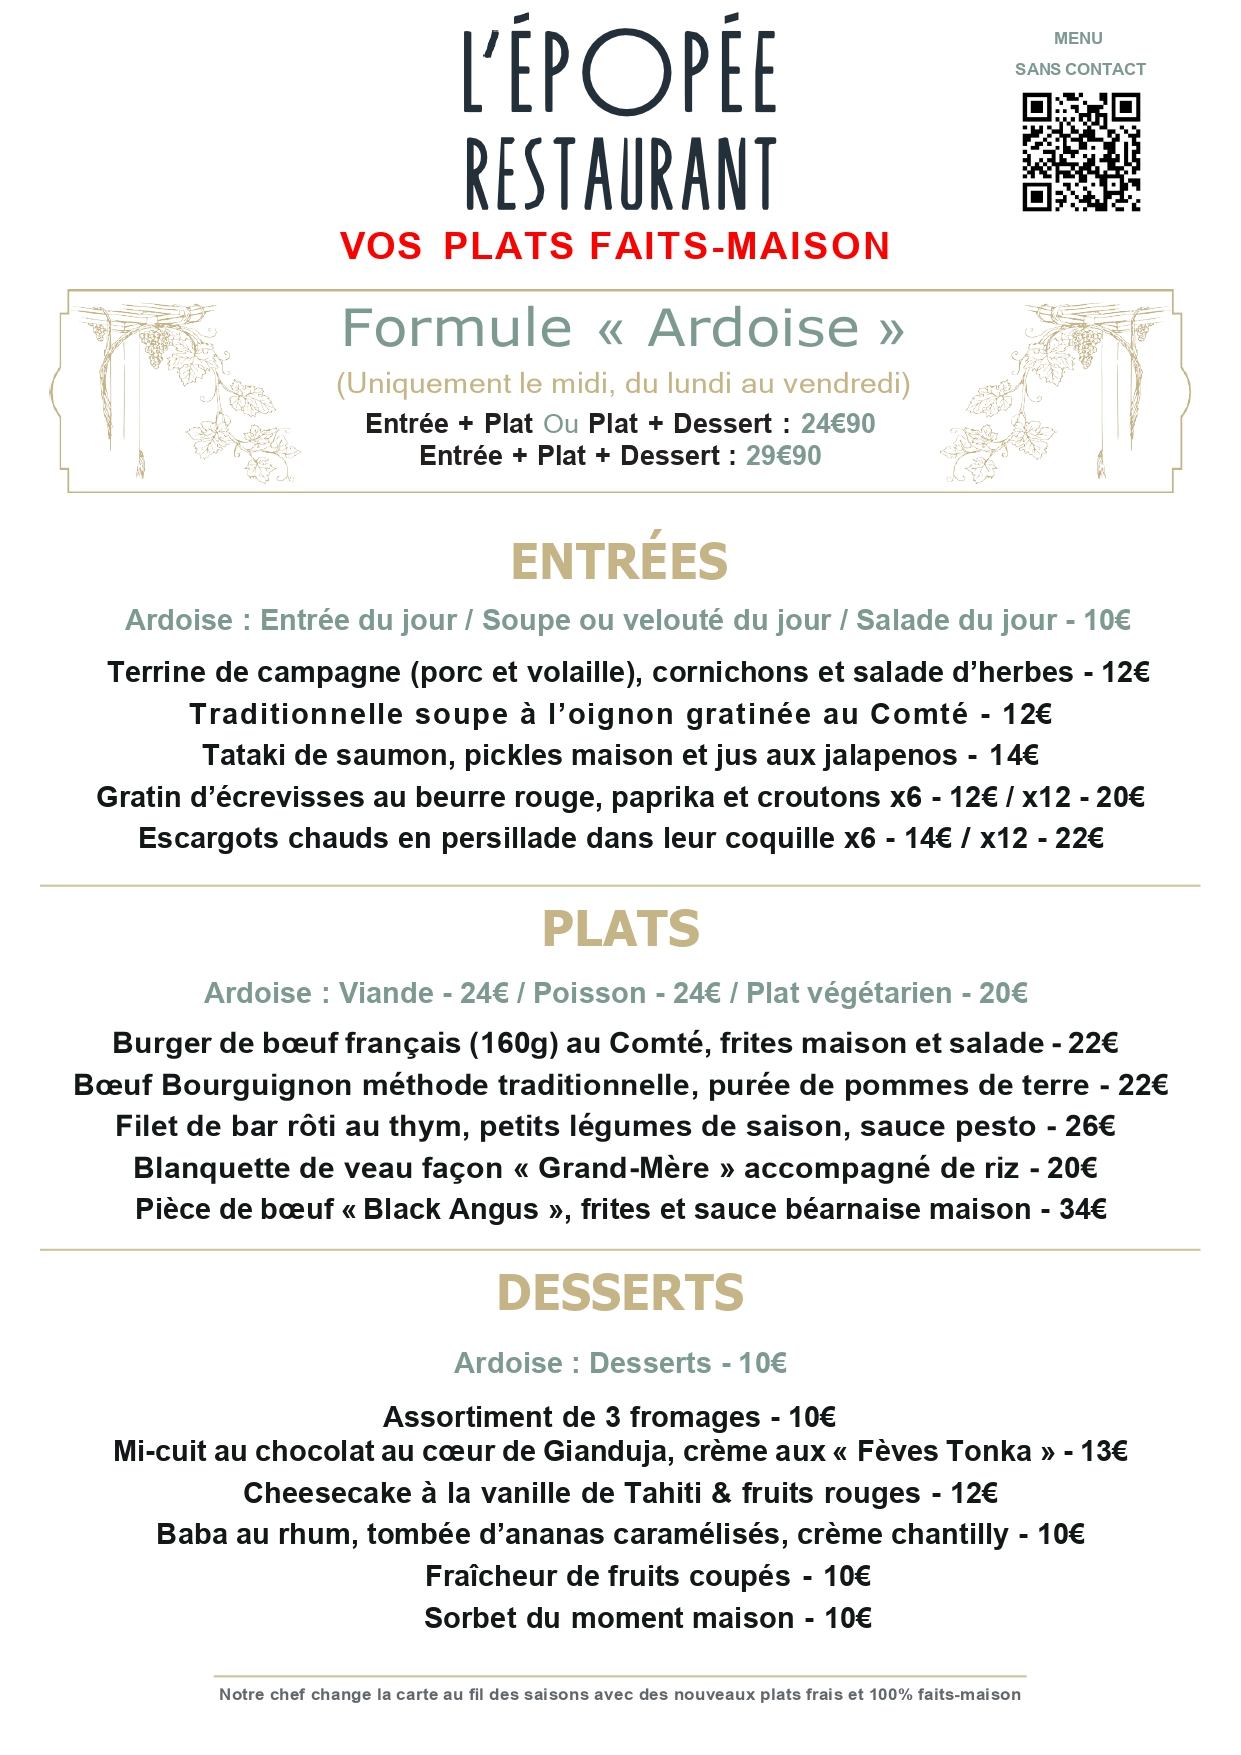 L'ÉPOPÉE
RESTAURANT
MENU
SANS CONTACT
VOS PLATS FAITS-MAISON
Formule « Ardoise »
(Uniquement le midi, du lundi au vendredi)
Entrée + Plat Ou Plat + Dessert : 24€90
Entrée + Plat + Dessert : 29€90
ENTRÉES
Ardoise : Entrée du jour / Soupe ou velouté du jour / Salade du jour - 10€
Terrine de campagne (porc et volaille), cornichons et salade d’herbes - 12€
Traditionnelle soupe à l’oignon gratinée au Comté - 12€
Tataki de saumon, pickles maison et jus aux jalapenos - 14€
Gratin d’écrevisses au beurre rouge, paprika et croutons x6 - 12€ / x12 - 20€
Escargots chauds en persillade dans leur coquille x6 - 14€ / x12 - 22€
PLATS
Ardoise : Viande - 24€ / Poisson - 24€ / Plat végétarien - 20€
Burger de bœuf français (160g) au Comté, frites maison et salade - 22€
Bœuf Bourguignon méthode traditionnelle, purée de pommes de terre - 22€
Filet de bar rôti au thym, petits légumes de saison, sauce pesto - 26€
Blanquette de veau façon « Grand-Mère » accompagné de riz - 20€
Pièce de bœuf « Black Angus », frites et sauce béarnaise maison - 34€
DESSERTS
Ardoise : Desserts - 10€
Assortiment de 3 fromages - 10€
Mi-cuit au chocolat au cœur de Gianduja, crème aux « Fèves Tonka » - 13€
Cheesecake à la vanille de Tahiti & fruits rouges - 12€
Baba au rhum, tombée d’ananas caramélisés, crème chantilly - 10€
Fraîcheur de fruits coupés - 10€
Sorbet du moment maison - 10€
Notre chef change la carte au fil des saisons avec des nouveaux plats frais et 100% faits-maison